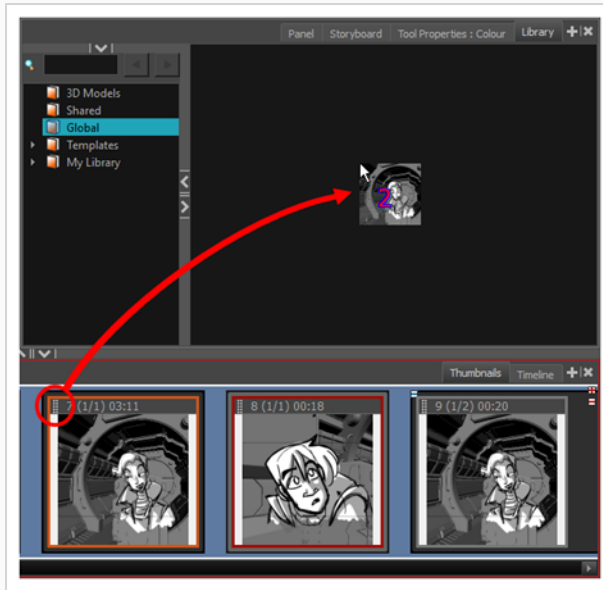 Panel Storyboard Tool Properties : Colour Library
3D Models
Shared
Global
Templates
My Library
2
Thumbnails Timeline
7 (1/1) 03:11 8 (1/1) 00:18 9 (1/2) 00:20